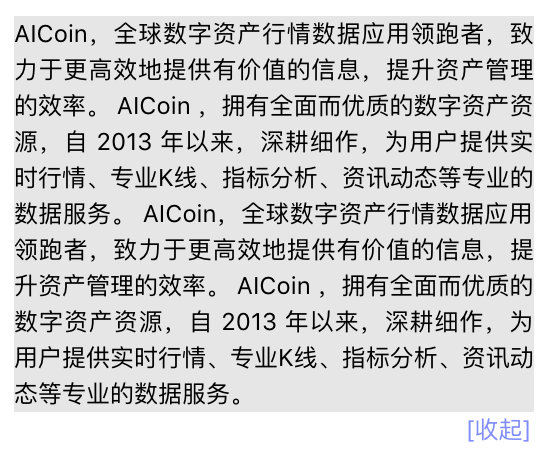 AICoin，全球数字资产行情数据应用领跑者，致
力于更高效地提供有价值的信息，提升资产管理
的效率。 AICoin ，拥有全面而优质的数字资产资
源，自 2013 年以来，深耕细作，为用户提供实
时行情、专业K线、指标分析、资讯动态等专业的
数据服务。 AICoin，全球数字资产行情数据应用
领跑者，致力于更高效地提供有价值的信息，提
升资产管理的效率。 AICoin ，拥有全面而优质的
数字资产资源，自 2013 年以来，深耕细作，为
用户提供实时行情、专业K线、指标分析、资讯动
态等专业的数据服务。
[收起]